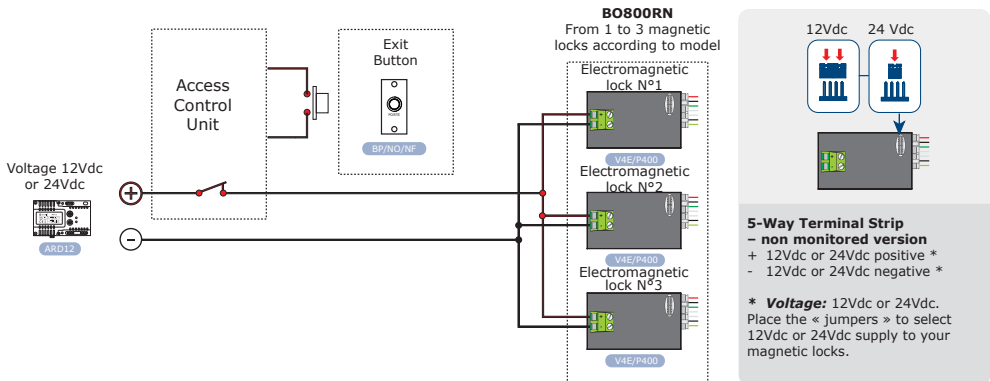 BO800RN
From 1 to 3 magnetic
locks according to model
Access
Control
Unit
Exit
Button
BP/NO/NF
Voltage 12Vdc
or 24Vdc
ARD12
+
-
Electromagnetic
lock N°1
V4E/P400
Electromagnetic
lock N°2
V4E/P400
Electromagnetic
lock N°3
V4E/P400
12Vdc
24 Vdc
5-Way Terminal Strip
– non monitored version
+ 12Vdc or 24Vdc positive *
- 12Vdc or 24Vdc negative *
* Voltage: 12Vdc or 24Vdc.
Place the « jumpers » to select
12Vdc or 24Vdc supply to your
magnetic locks.